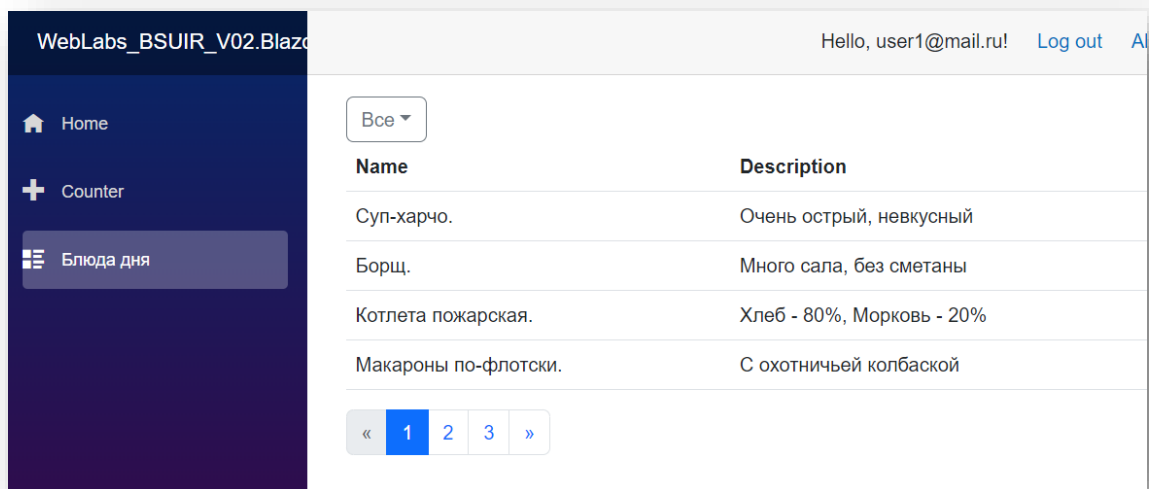 WebLabs_BSUIR_V02.Blazo
Hello, user1@mail.ru! Log out
Home
Counter
Блюда дня
Все
Name Description
Суп-харчо. Очень острый, невкусный
Борщ. Много сала, без сметаны
Котлета пожарская. Хлеб - 80%, Морковь - 20%
Макароны по-флотски. С охотничьей колбаской
« 1 2 3 »